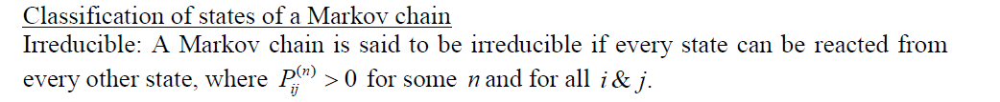 Classification of states of a Markov chain
Irreducible: A Markov chain is said to be irreducible if every state can be reacted from
every other state, where P_{ij}^{(n)} > 0 for some n and for all i & j.